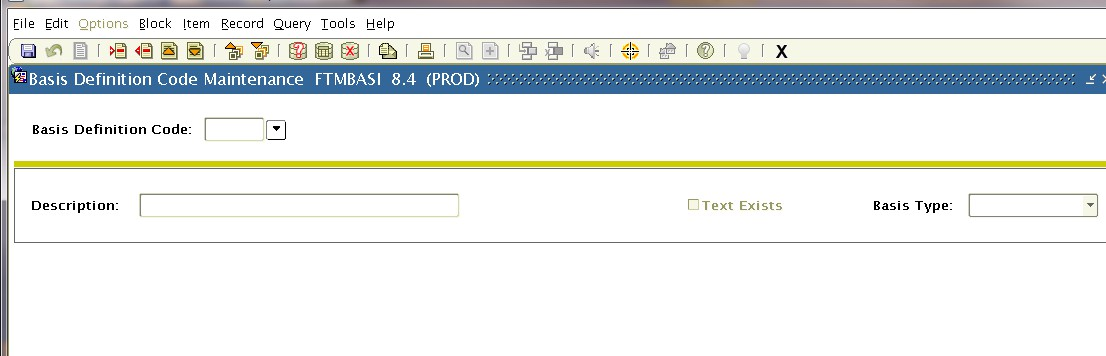 File Edit Options Block Item Record Query Tools Help
Basis Definition Code Maintenance FTMBASI 8.4 (PROD)
Basis Definition Code:
Description: Text Exists Basis Type: